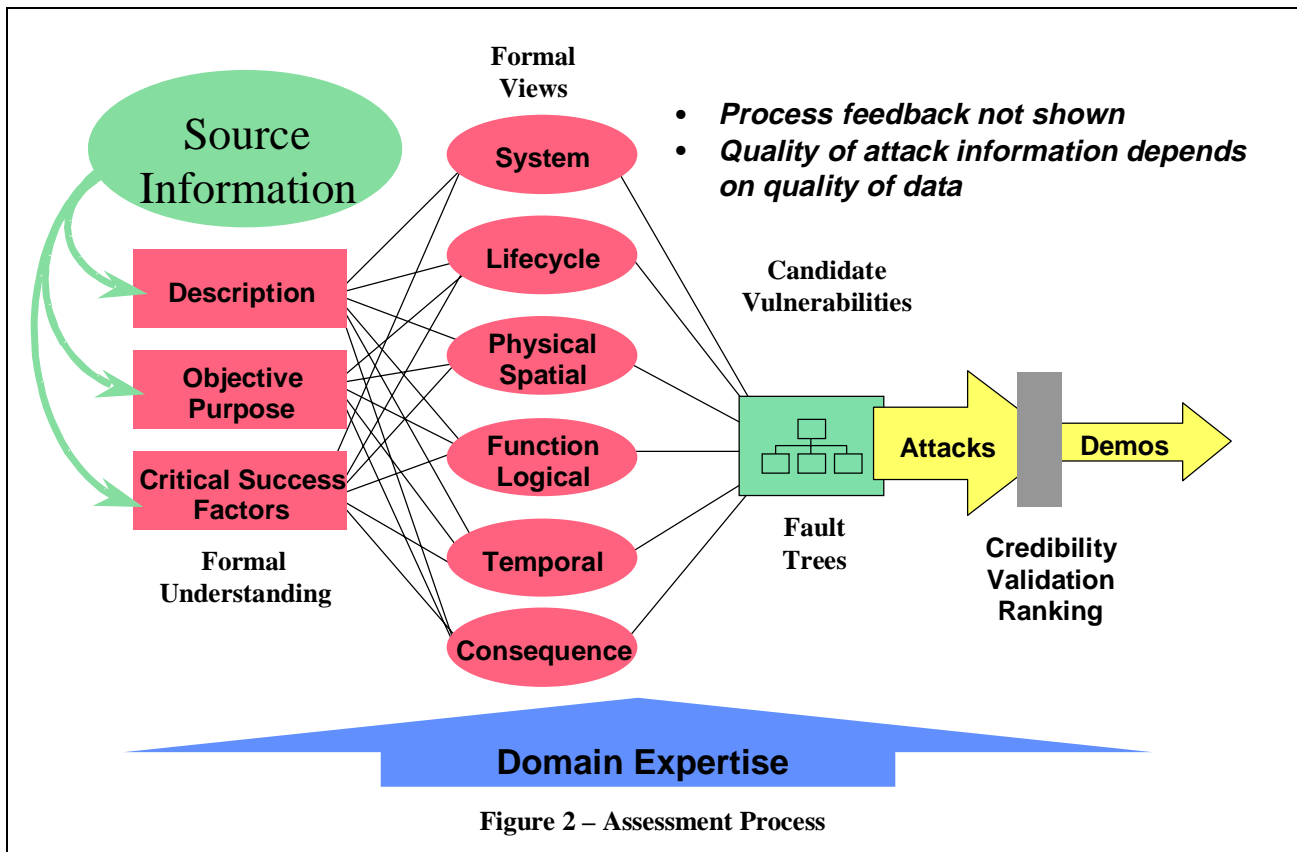 Source
Information
Description
Objective
Purpose
Critical Success
Factors
Formal
Understanding
Formal
Views
System
Lifecycle
Physical
Spatial
Function
Logical
Temporal
Consequence
• Process feedback not shown
• Quality of attack information depends
on quality of data
Candidate
Vulnerabilities
Fault
Trees
Attacks
Demos
Credibility
Validation
Ranking
Domain Expertise
Figure 2 – Assessment Process